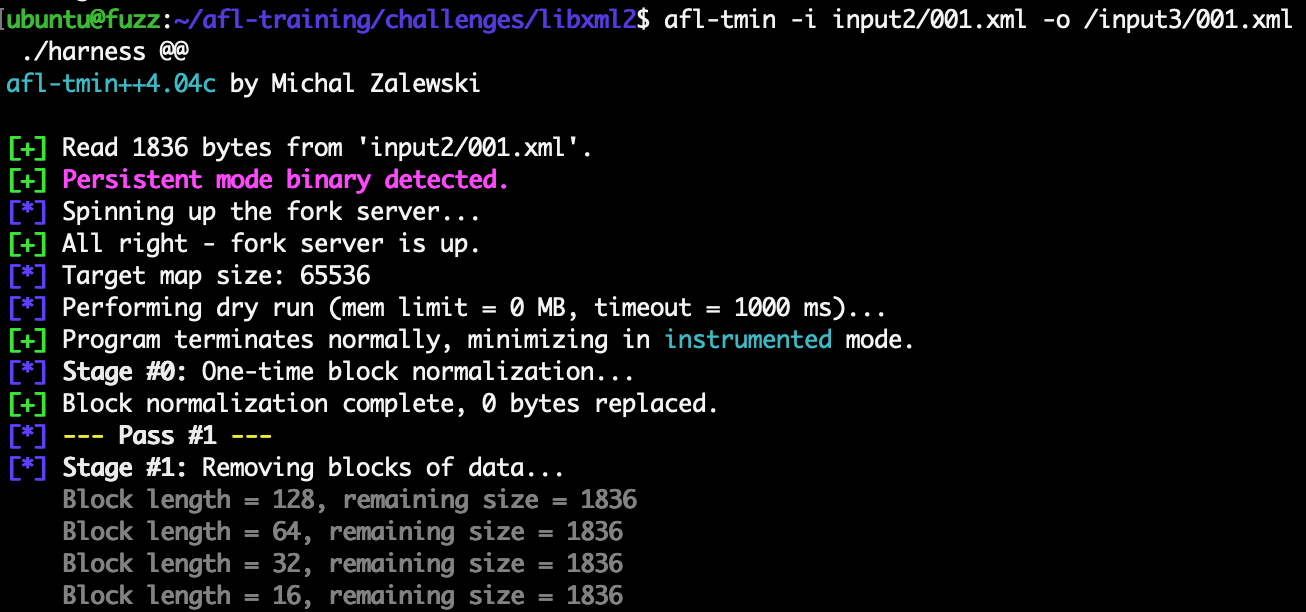 ubuntu@fuzz:~/afl-training/challenges/libxml2$ afl-tmin -i input2/001.xml -o /input3/001.xml
./harness @@
afl-tmin++4.04c by Michal Zalewski
[+] Read 1836 bytes from 'input2/001.xml'.
[+] Persistent mode binary detected.
[*] Spinning up the fork server...
[+] All right - fork server is up.
[*] Target map size: 65536
[*] Performing dry run (mem limit = 0 MB, timeout = 1000 ms)...
[+] Program terminates normally, minimizing in instrumented mode.
[*] Stage #0: One-time block normalization...
[+] Block normalization complete, 0 bytes replaced.
[*] --- Pass #1 ---
[*] Stage #1: Removing blocks of data...
Block length = 128, remaining size = 1836
Block length = 64, remaining size = 1836
Block length = 32, remaining size = 1836
Block length = 16, remaining size = 1836